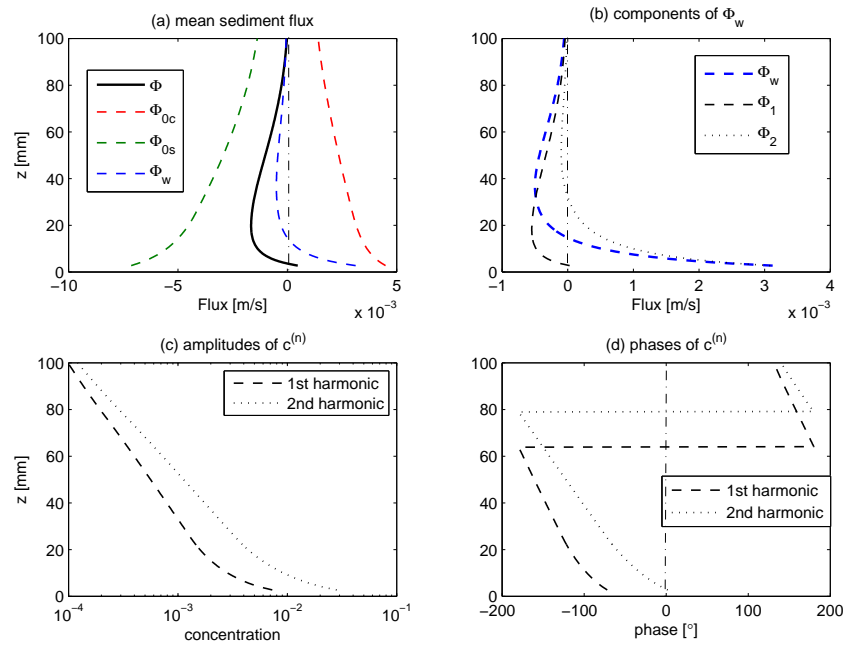 (a) mean sediment flux
z [mm]
100
80
60
40
20
0
Φ
Φ0c
Φ0s
Φw
−10
−5
0
5
Flux [m/s]
x 10−3
(b) components of Φw
z [mm]
100
80
60
40
20
0
Φw
Φ1
Φ2
−1
0
1
2
3
4
Flux [m/s]
x 10−3
(c) amplitudes of c(n)
z [mm]
100
80
60
40
20
0
1st harmonic
2nd harmonic
10−4
10−3
10−2
10−1
concentration
(d) phases of c(n)
z [mm]
100
80
60
40
20
0
1st harmonic
2nd harmonic
−200
−100
0
100
200
phase [°]